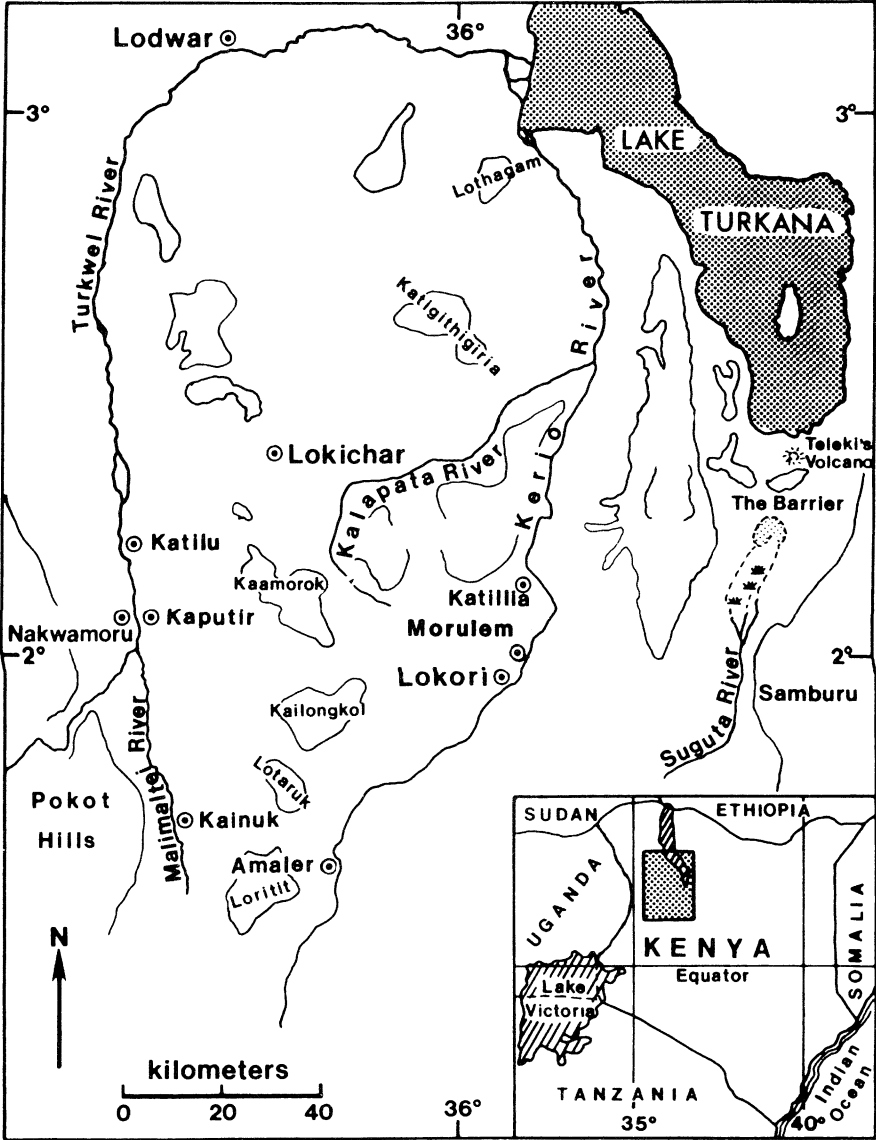 36°
Lodwar
3°
3°
LAKE
TURKANA
Lothagam
Turkwel River
River
Katigithigiria
Lokichar
Kalapata River
Kerio
Teleki's
Volcano
The Barrier
Katilu
Kaamorok
Katillia
Nakwamoru
Kaputir
Morulem
2°
2°
Lokori
Samburu
Suguta River
Kailongkol
Malimaltej River
Lotaruk
Pokot
Hills
Kainuk
Amaler
Loritit
N
kilometers
0 20 40
36°
SUDAN
ETHIOPIA
UGANDA
SOMALIA
KENYA
Equator
Lake
Victoria
TANZANIA
Indian
Ocean
35°
40°